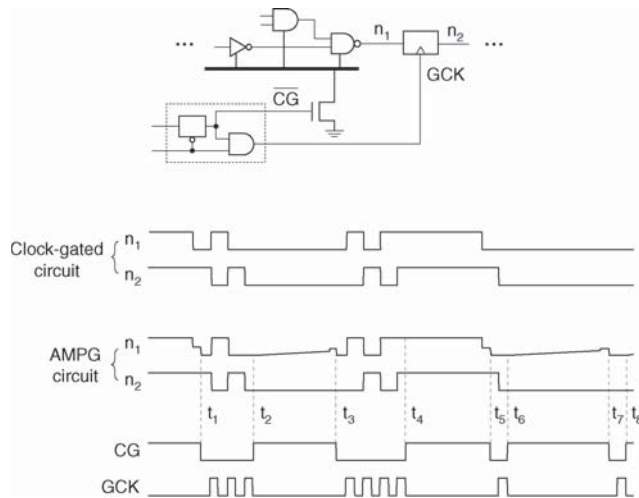 ...
n1
n2
...
GCK
CG
Clock-gated
circuit
n1
n2
AMPG
circuit
n1
n2
t1
t2
t3
t4
t5
t6
t7
t8
CG
GCK